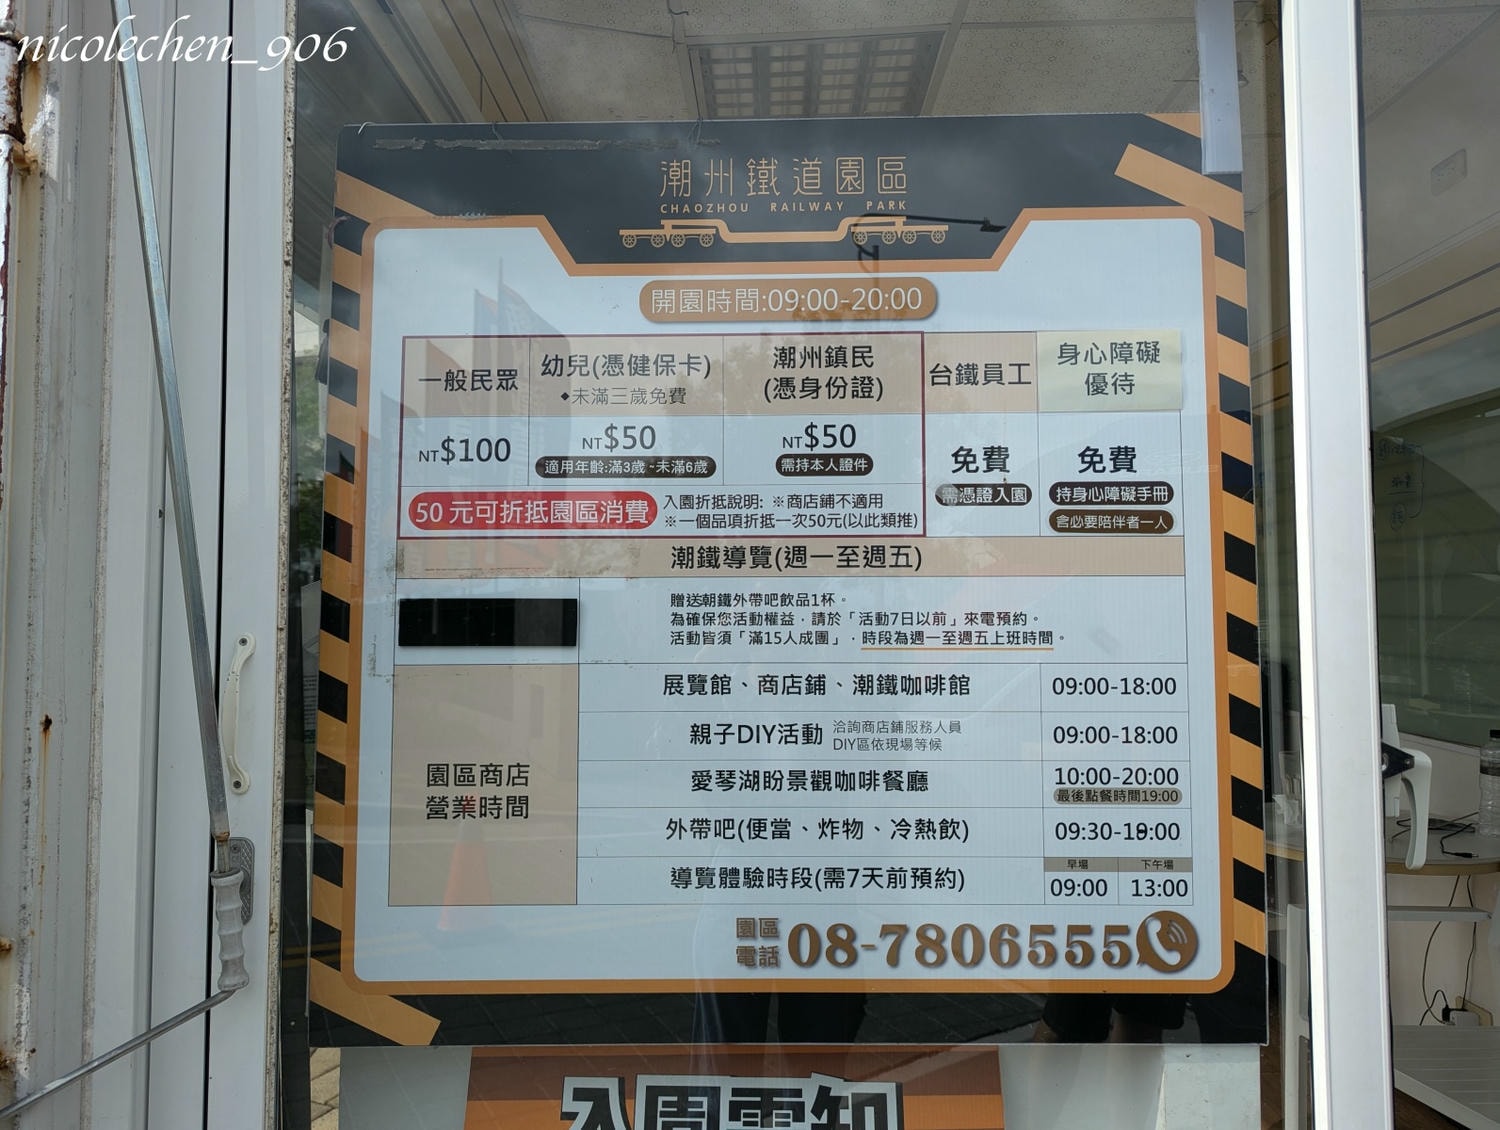 nicolechen_906
潮州鐵道園區
CHAOZHOU RAILWAY PARK
開園時間:09:00-20:00
一般民眾
幼兒(憑健保卡)
◆未滿三歲免費
潮州鎮民
(憑身份證)
台鐵員工
身心障礙
優待
NT$100
NT$50
適用年齡:滿3歲~未滿6歲
NT$50
需持本人證件
免費
需憑證入園
免費
持身心障礙手冊
含必要陪伴者一人
50 元可折抵園區消費
入園折抵說明: ※商店鋪不適用
※一個品項折抵一次50元(以此類推)
潮鐵導覽(週一至週五)
贈送朝鐵外帶吧飲品1杯。
為確保您活動權益，請於「活動7日以前」來電預約。
活動皆須「滿15人成團」，時段為週一至週五上班時間。
園區商店
營業時間
展覽館、商店鋪、潮鐵咖啡館 09:00-18:00
親子DIY活動 洽詢商店鋪服務人員
DIY區依現場等候
09:00-18:00
愛琴湖盼景觀咖啡餐廳 10:00-20:00
最後點餐時間19:00
外帶吧(便當、炸物、冷熱飲) 09:30-19:00
導覽體驗時段(需7天前預約)
早場 下午場
09:00 13:00
園區
電話
08-7806555
入園需知